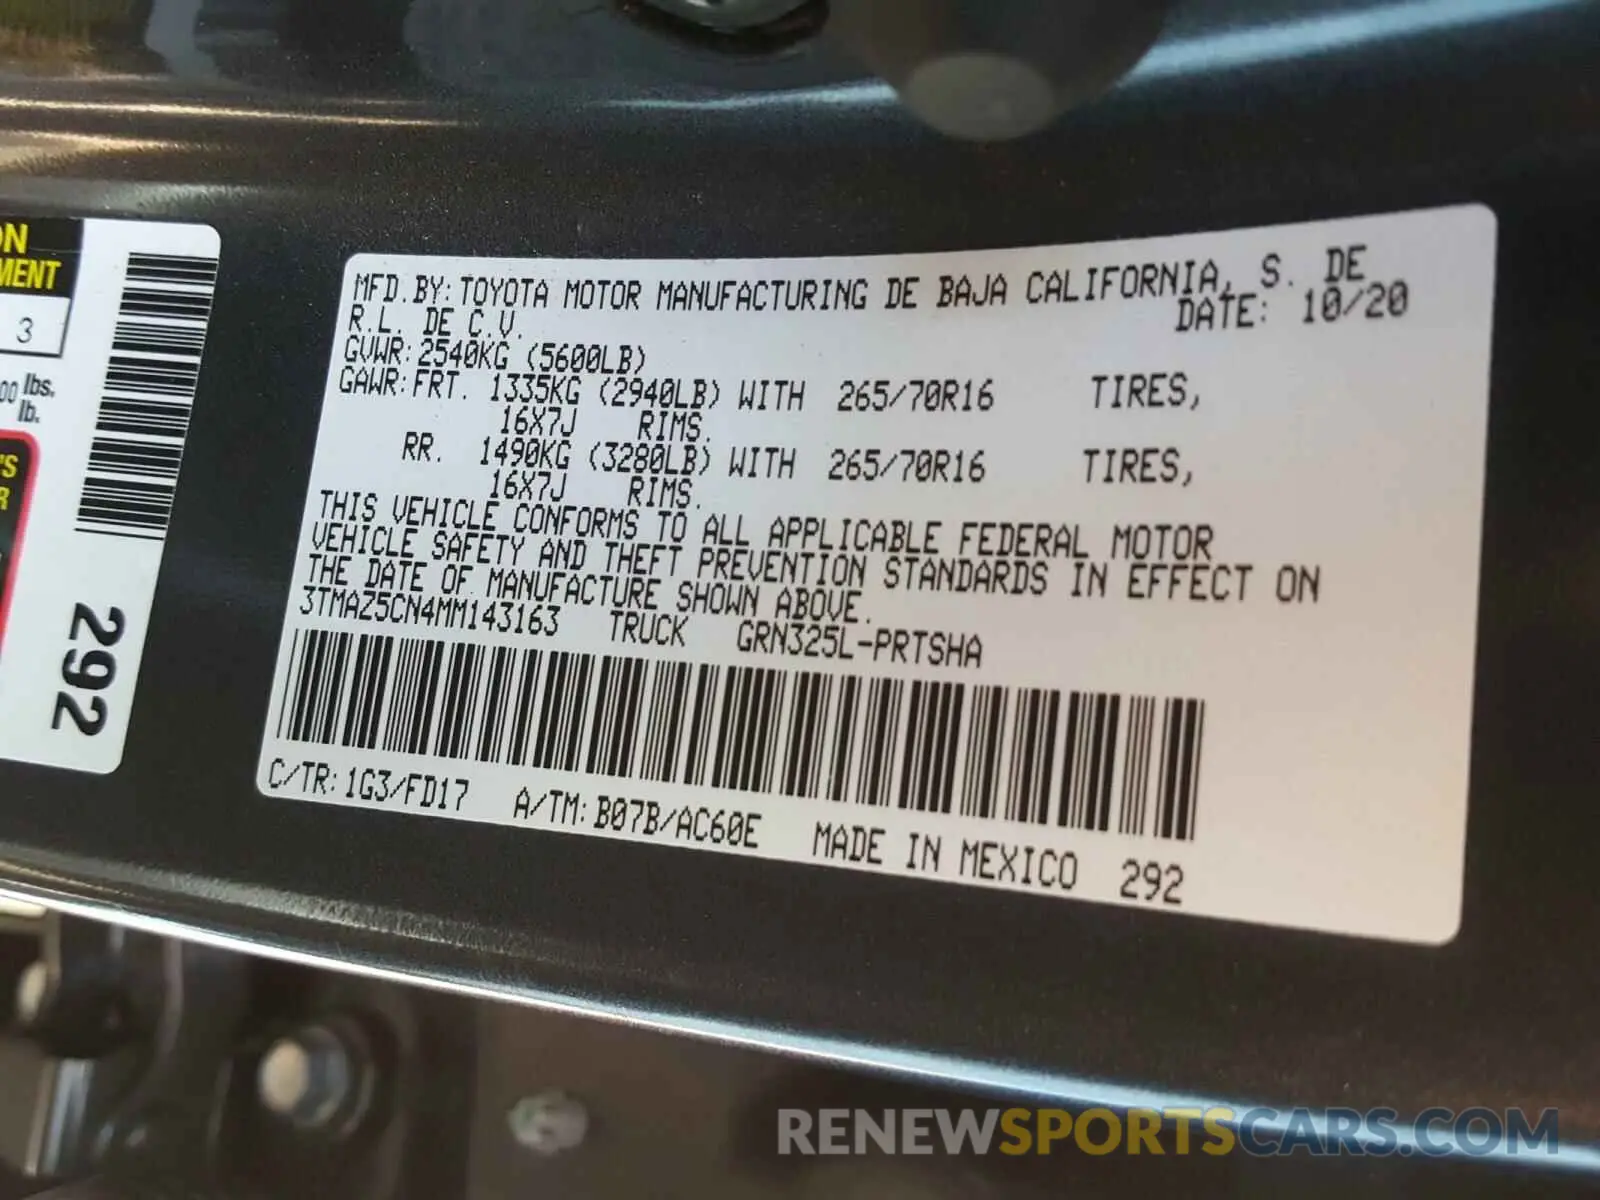 ON
MENT
3
00 lbs.
lb.
'S
R
292
MFD.BY: TOYOTA MOTOR MANUFACTURING DE BAJA CALIFORNIA, S. DE
R.L. DE C.V. DATE: 10/20
GVWR: 2540KG (5600LB)
GAWR: FRT. 1335KG (2940LB) WITH 265/70R16 TIRES,
16X7J RIMS.
RR. 1490KG (3280LB) WITH 265/70R16 TIRES,
16X7J RIMS.
THIS VEHICLE CONFORMS TO ALL APPLICABLE FEDERAL MOTOR
VEHICLE SAFETY AND THEFT PREVENTION STANDARDS IN EFFECT ON
THE DATE OF MANUFACTURE SHOWN ABOVE.
3TMAZ5CN4MM143163 TRUCK GRN325L-PRTSHA
C/TR: 1G3/FD17 A/TM: B07B/AC60E MADE IN MEXICO 292
RENEWSPORTSCARS.COM